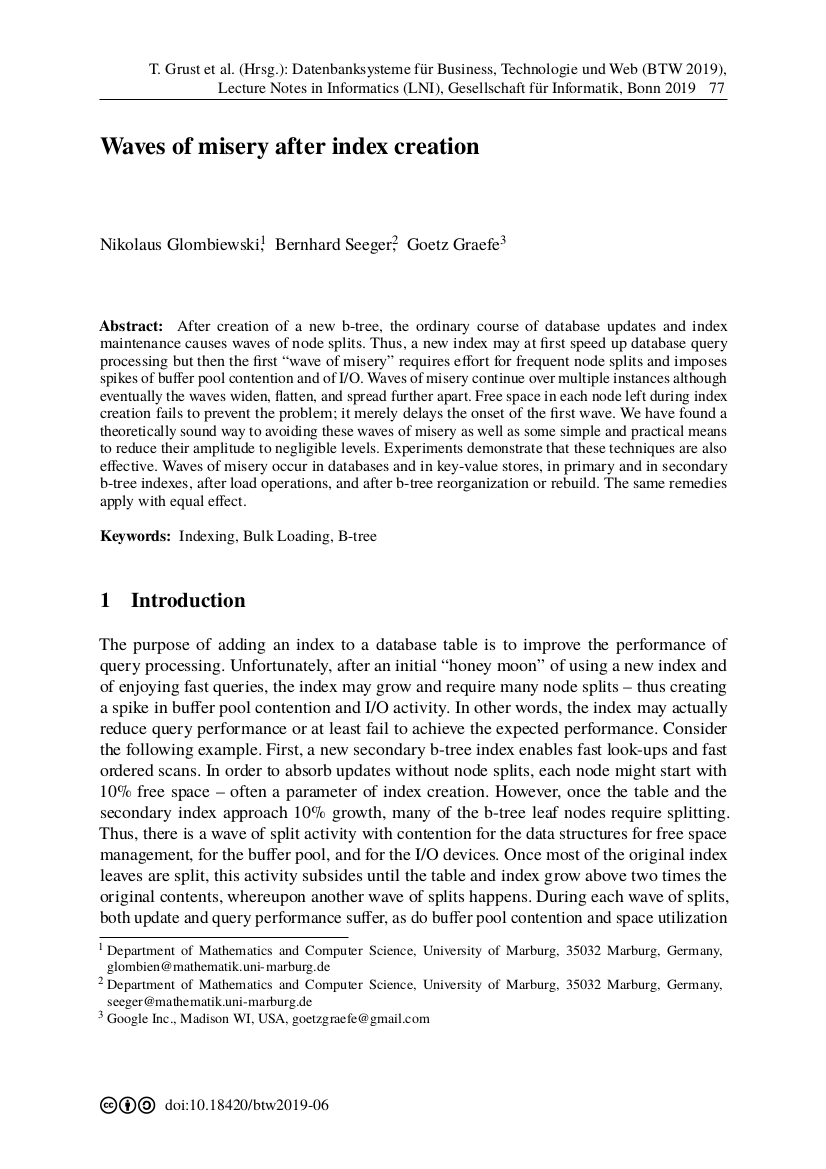 T. Grust et al. (Hrsg.): Datenbanksysteme für Business, Technologie und Web (BTW 2019),
Lecture Notes in Informatics (LNI), Gesellschaft für Informatik, Bonn 2019 77
Waves of misery after index creation
Nikolaus Glombiewski,1 Bernhard Seeger,2 Goetz Graefe3
Abstract: After creation of a new b-tree, the ordinary course of database updates and index
maintenance causes waves of node splits. Thus, a new index may at first speed up database query
processing but then the first “wave of misery” requires effort for frequent node splits and imposes
spikes of buffer pool contention and of I/O. Waves of misery continue over multiple instances although
eventually the waves widen, flatten, and spread further apart. Free space in each node left during index
creation fails to prevent the problem; it merely delays the onset of the first wave. We have found a
theoretically sound way to avoiding these waves of misery as well as some simple and practical means
to reduce their amplitude to negligible levels. Experiments demonstrate that these techniques are also
effective. Waves of misery occur in databases and in key-value stores, in primary and in secondary
b-tree indexes, after load operations, and after b-tree reorganization or rebuild. The same remedies
apply with equal effect.
Keywords: Indexing, Bulk Loading, B-tree
1 Introduction
The purpose of adding an index to a database table is to improve the performance of
query processing. Unfortunately, after an initial “honey moon” of using a new index and
of enjoying fast queries, the index may grow and require many node splits – thus creating
a spike in buffer pool contention and I/O activity. In other words, the index may actually
reduce query performance or at least fail to achieve the expected performance. Consider
the following example. First, a new secondary b-tree index enables fast look-ups and fast
ordered scans. In order to absorb updates without node splits, each node might start with
10% free space – often a parameter of index creation. However, once the table and the
secondary index approach 10% growth, many of the b-tree leaf nodes require splitting.
Thus, there is a wave of split activity with contention for the data structures for free space
management, for the buffer pool, and for the I/O devices. Once most of the original index
leaves are split, this activity subsides until the table and index grow above two times the
original contents, whereupon another wave of splits happens. During each wave of splits,
both update and query performance suffer, as do buffer pool contention and space utilization
1 Department of Mathematics and Computer Science, University of Marburg, 35032 Marburg, Germany,
glombien@mathematik.uni-marburg.de
2 Department of Mathematics and Computer Science, University of Marburg, 35032 Marburg, Germany,
seeger@mathematik.uni-marburg.de
3 Google Inc., Madison WI, USA, goetzgraefe@gmail.com
cc doi:10.18420/btw2019-06